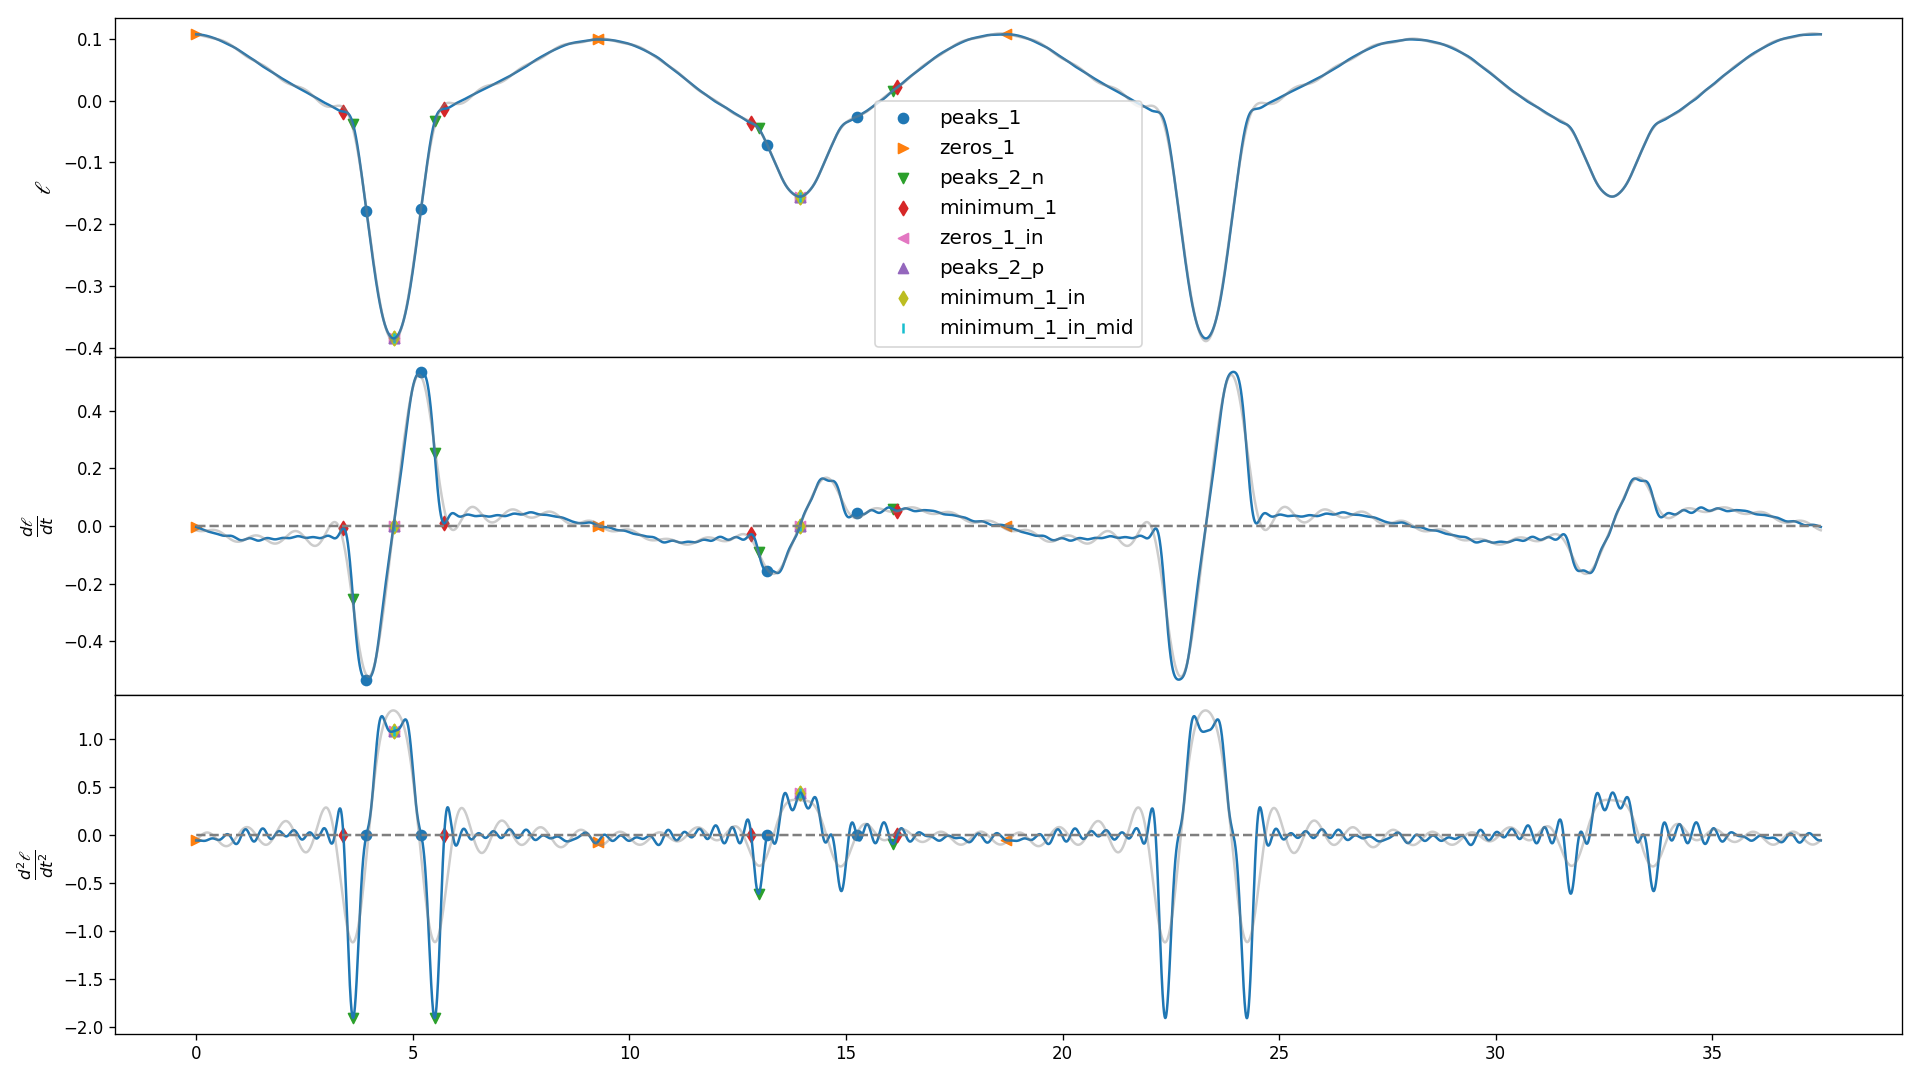 0.1
0.0
−0.1
−0.2
−0.3
−0.4
ℓ
peaks_1
zeros_1
peaks_2_n
minimum_1
zeros_1_in
peaks_2_p
minimum_1_in
minimum_1_in_mid
0.4
0.2
0.0
−0.2
−0.4
dℓ
dt
1.0
0.5
0.0
−0.5
−1.0
−1.5
−2.0
d²ℓ
dt²
0 5 10 15 20 25 30 35